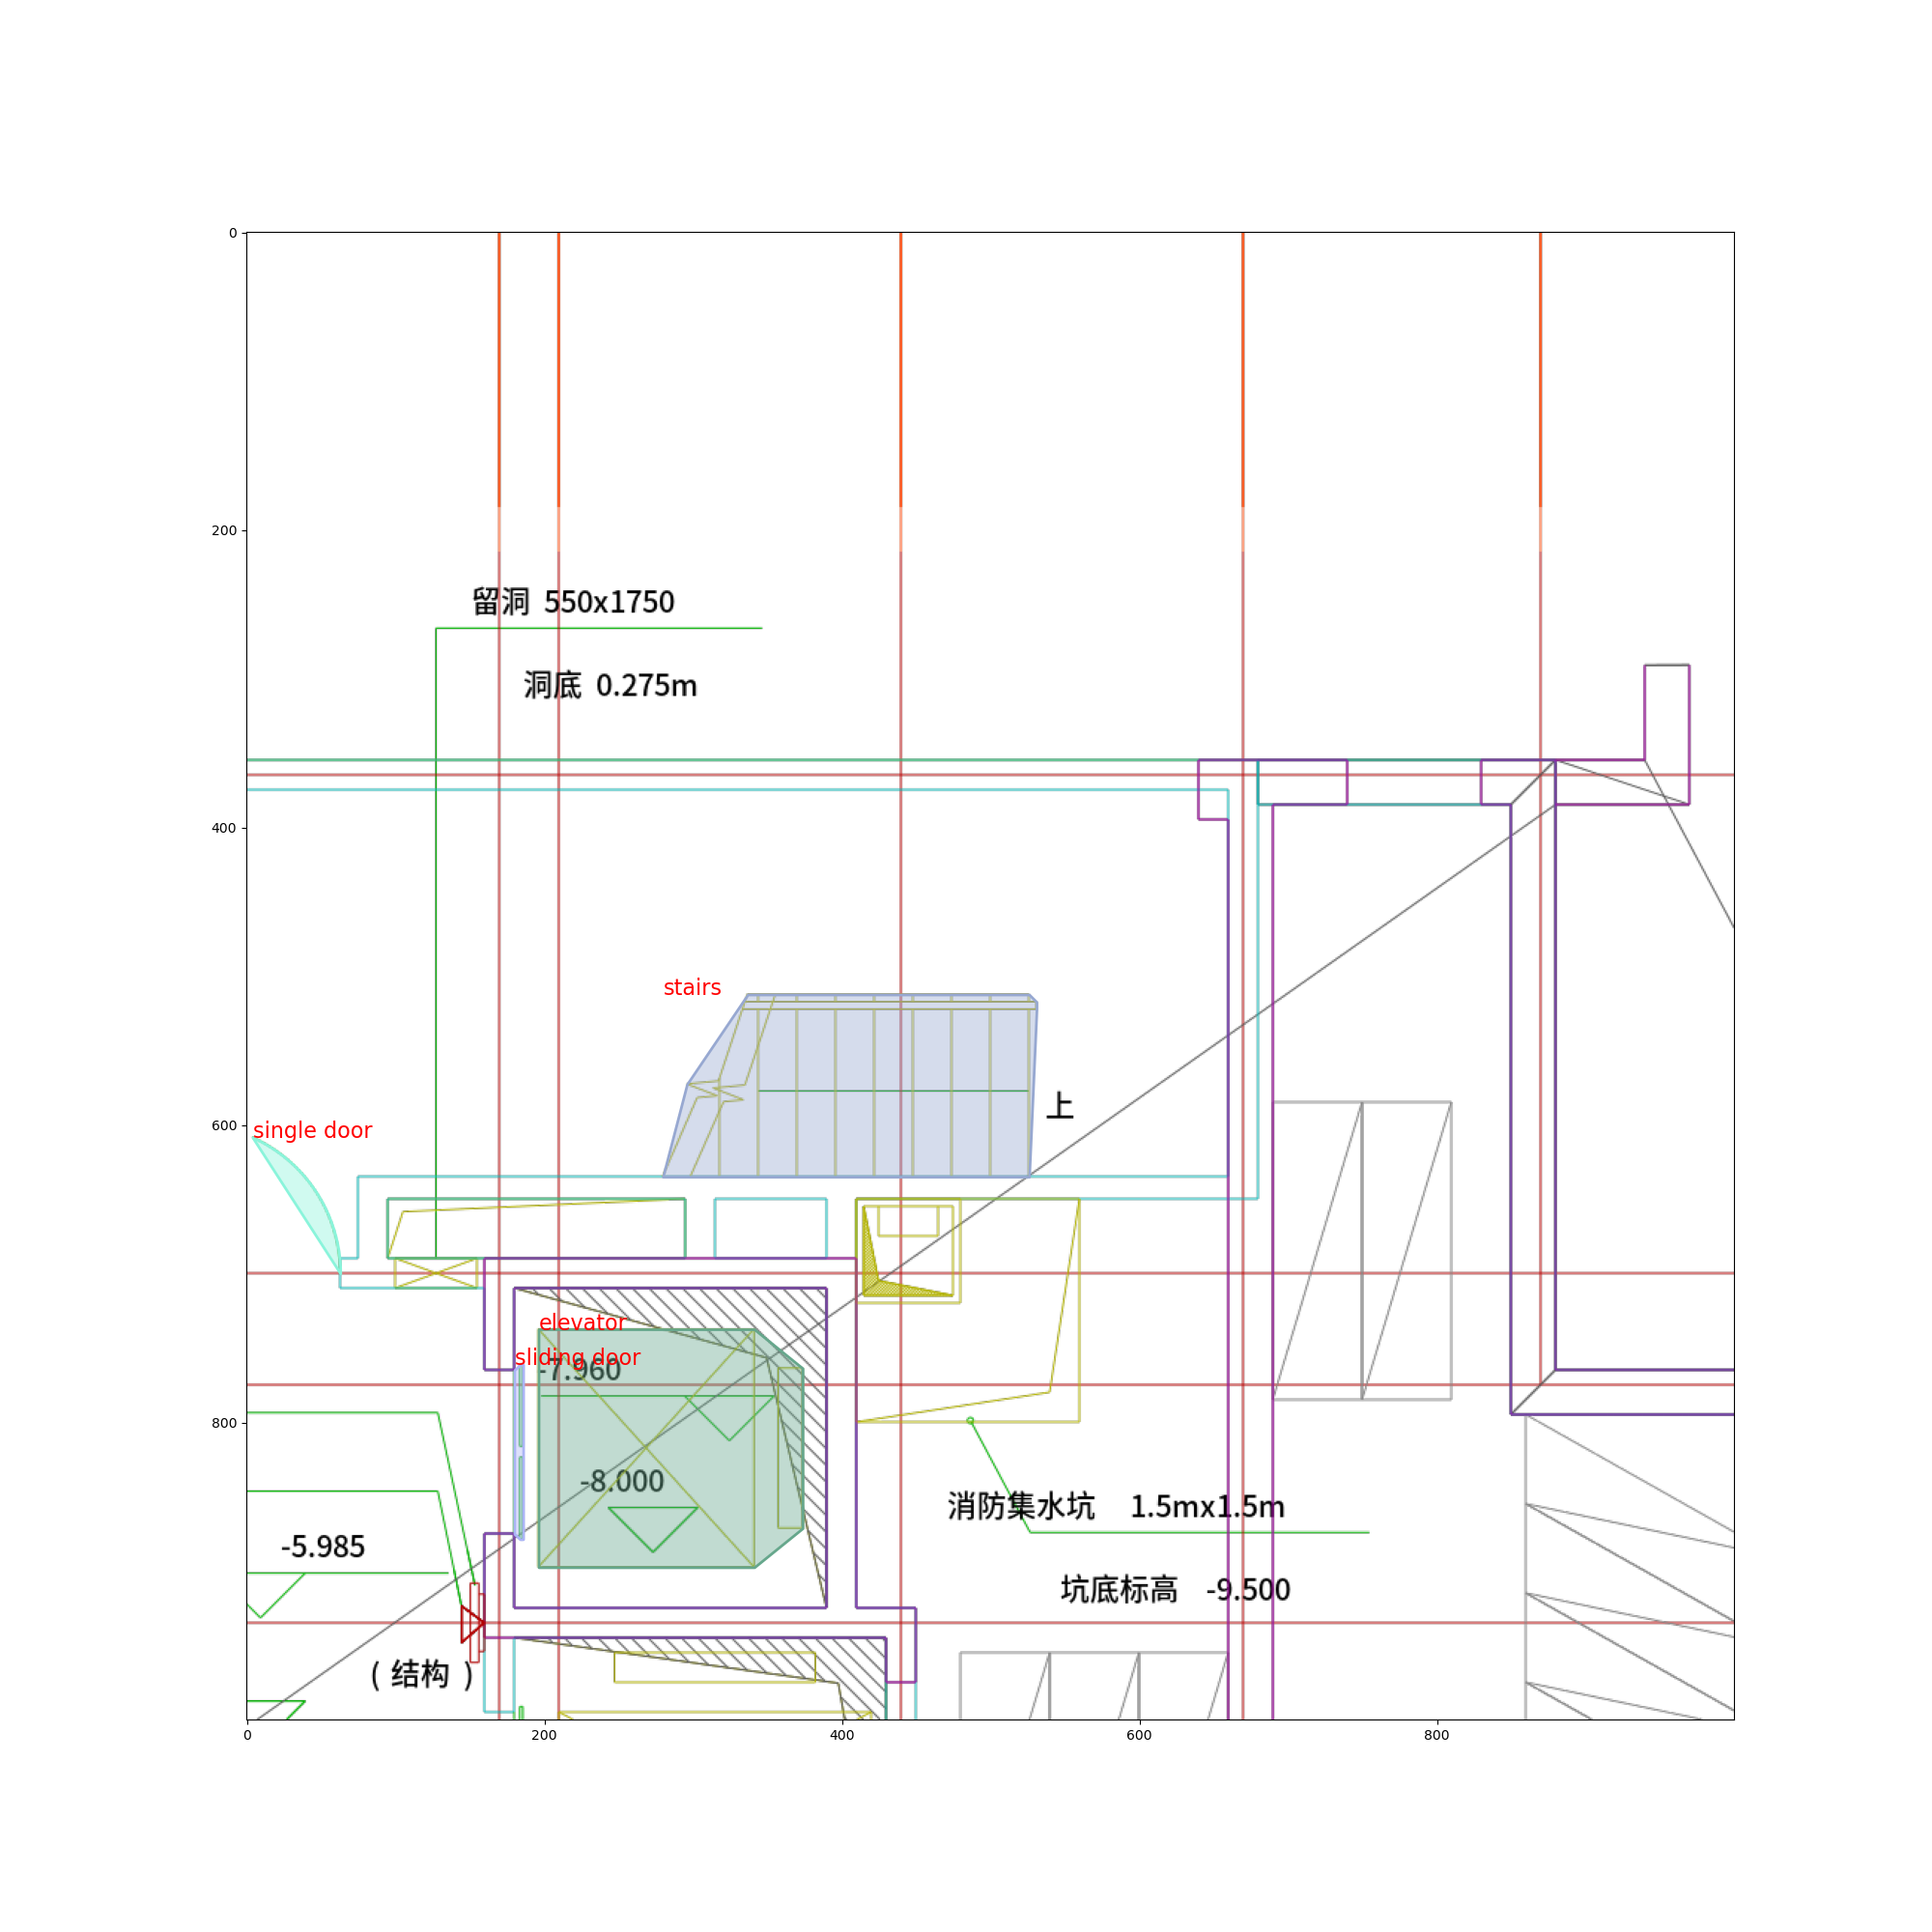 0
200
留洞 550x1750
洞底 0.275m
400
stairs
上
600
single door
elevator
sliding door
-7.960
800
-8.000
消防集水坑 1.5mx1.5m
-5.985
坑底标高 -9.500
( 结构 )
0 200 400 600 800